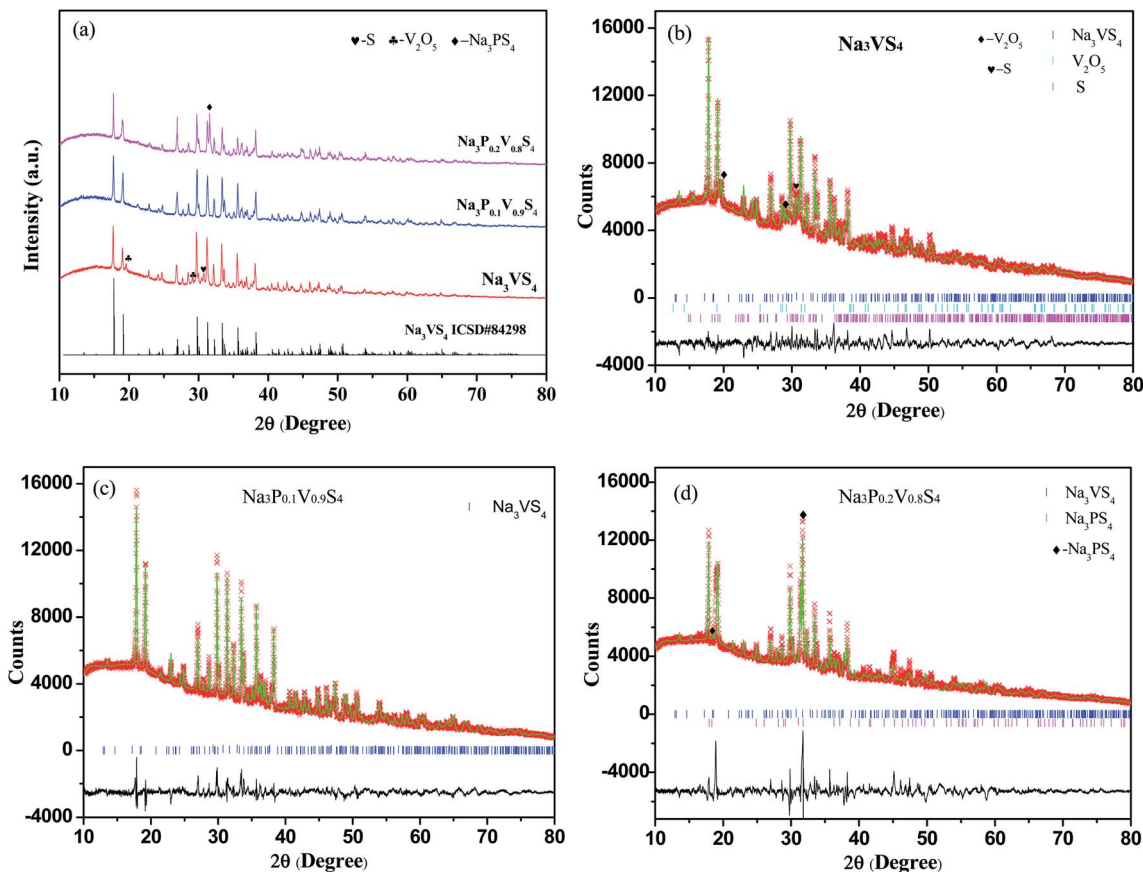 (a)
♥-S ♣-V₂O₅ ♦–Na₃PS₄
Na₃P₀.₂V₀.₈S₄
Na₃P₀.₁V₀.₉S₄
Na₃VS₄
Na₃VS₄ ICSD#84298
Intensity (a.u.)
10 20 30 40 50 60 70 80
2θ (Degree)
(b)
Na₃VS₄
♦–V₂O₅
♥–S
Na₃VS₄
V₂O₅
S
Counts
16000
12000
8000
4000
0
-4000
10 20 30 40 50 60 70 80
2θ (Degree)
(c)
Na₃P₀.₁V₀.₉S₄
Na₃VS₄
Counts
16000
12000
8000
4000
0
-4000
10 20 30 40 50 60 70 80
2θ (Degree)
(d)
Na₃P₀.₂V₀.₈S₄
Na₃VS₄
Na₃PS₄
♦-Na₃PS₄
Counts
16000
12000
8000
4000
0
-4000
10 20 30 40 50 60 70 80
2θ (Degree)